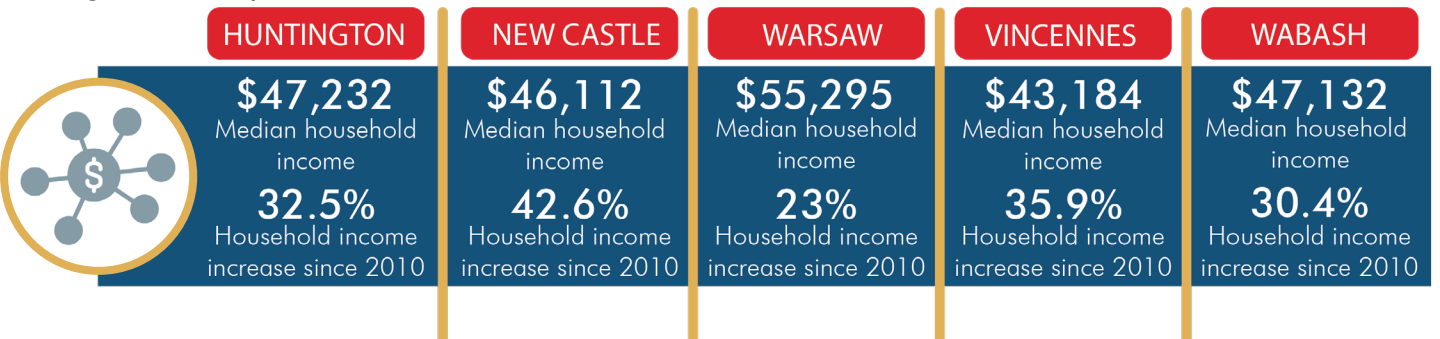 HUNTINGTON
$47,232
Median household
income
32.5%
Household income
increase since 2010
NEW CASTLE
$46,112
Median household
income
42.6%
Household income
increase since 2010
WARSAW
$55,295
Median household
income
23%
Household income
increase since 2010
VINCENNES
$43,184
Median household
income
35.9%
Household income
increase since 2010
WABASH
$47,132
Median household
income
30.4%
Household income
increase since 2010
$